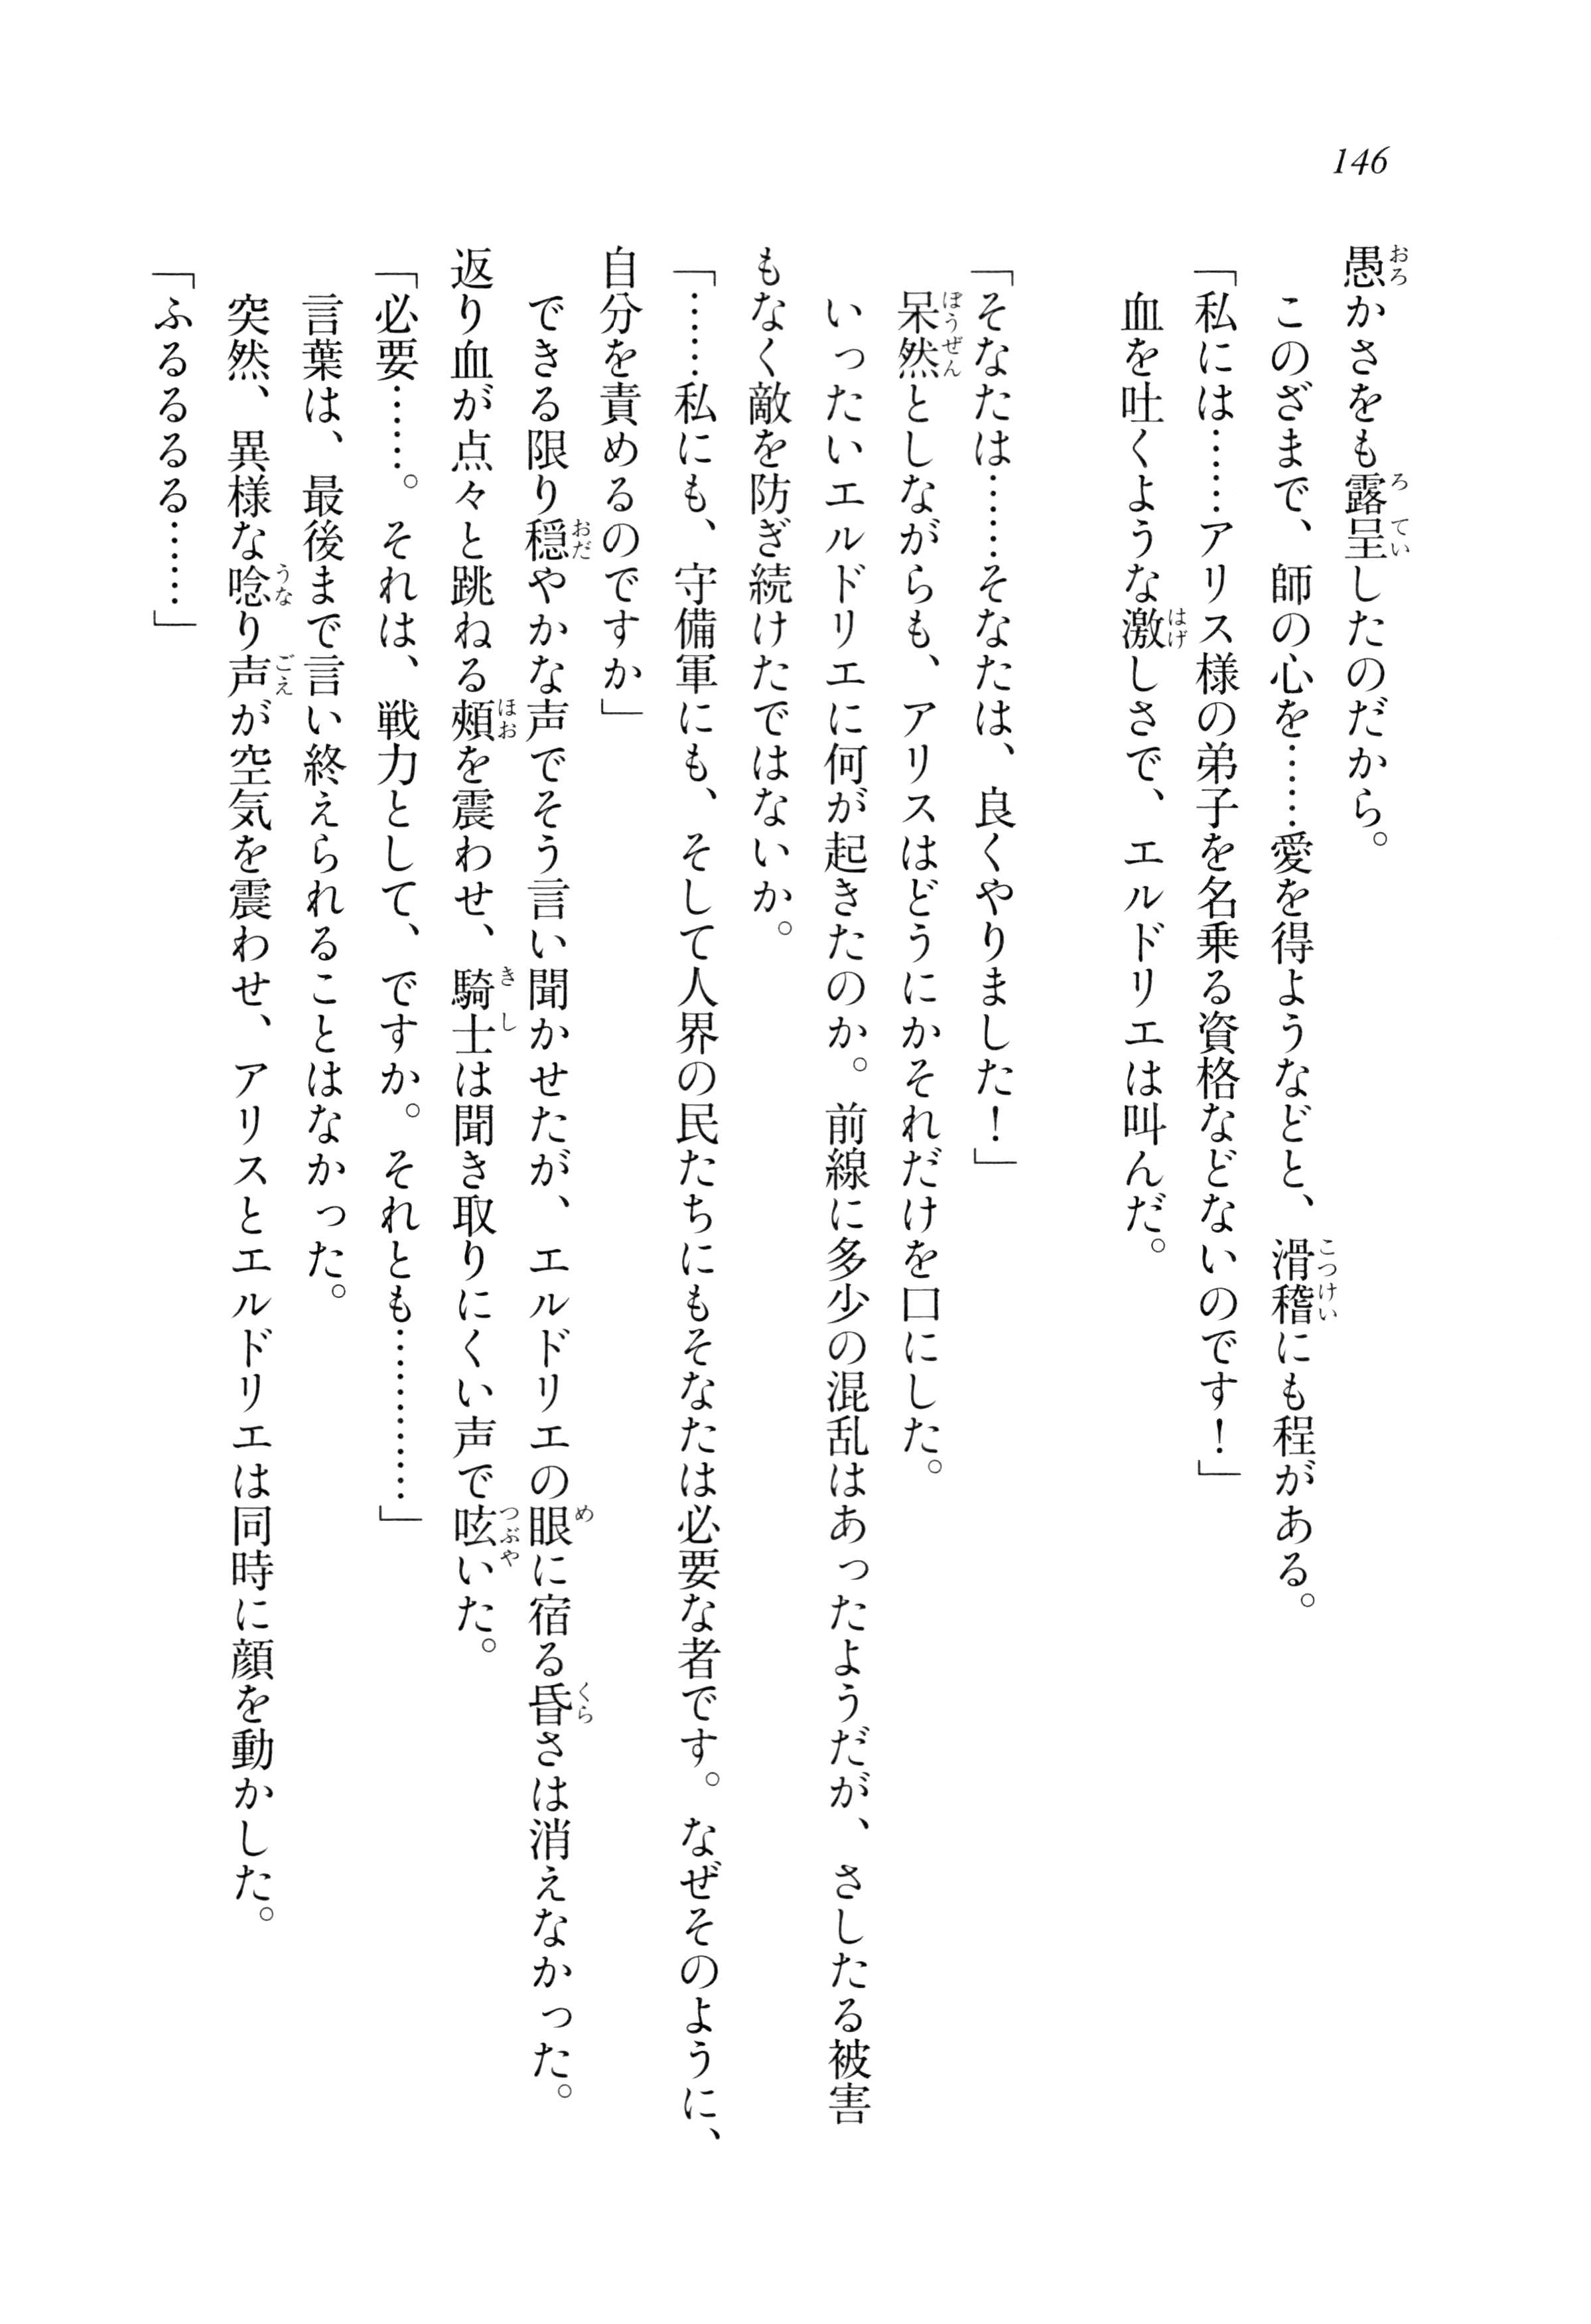 146
愚かさをも露呈したのだから。
このざまで、師の心を……愛を得ようなどと、滑稽にも程がある。
「私には……アリス様の弟子を名乗る資格などないのです！」
血を吐くような激しさで、エルドリエは叫んだ。
「そなたは……そなたは、良くやりました！」
呆然としながらも、アリスはどうにかそれだけを口にした。
いったいエルドリエに何が起きたのか。前線に多少の混乱はあったようだが、さしたる被害
もなく敵を防ぎ続けたではないか。
「……私にも、守備軍にも、そして人界の民たちにもそなたは必要な者です。なぜそのように、
自分を責めるのですか」
できる限り穏やかな声でそう言い聞かせたが、エルドリエの眼に宿る昏さは消えなかった。
返り血が点々と跳ねる頰を震わせ、騎士は聞き取りにくい声で呟いた。
「必要……。それは、戦力として、ですか。それとも…………」
言葉は、最後まで言い終えられることはなかった。
突然、異様な唸り声が空気を震わせ、アリスとエルドリエは同時に顔を動かした。
「ふるるるるる……」